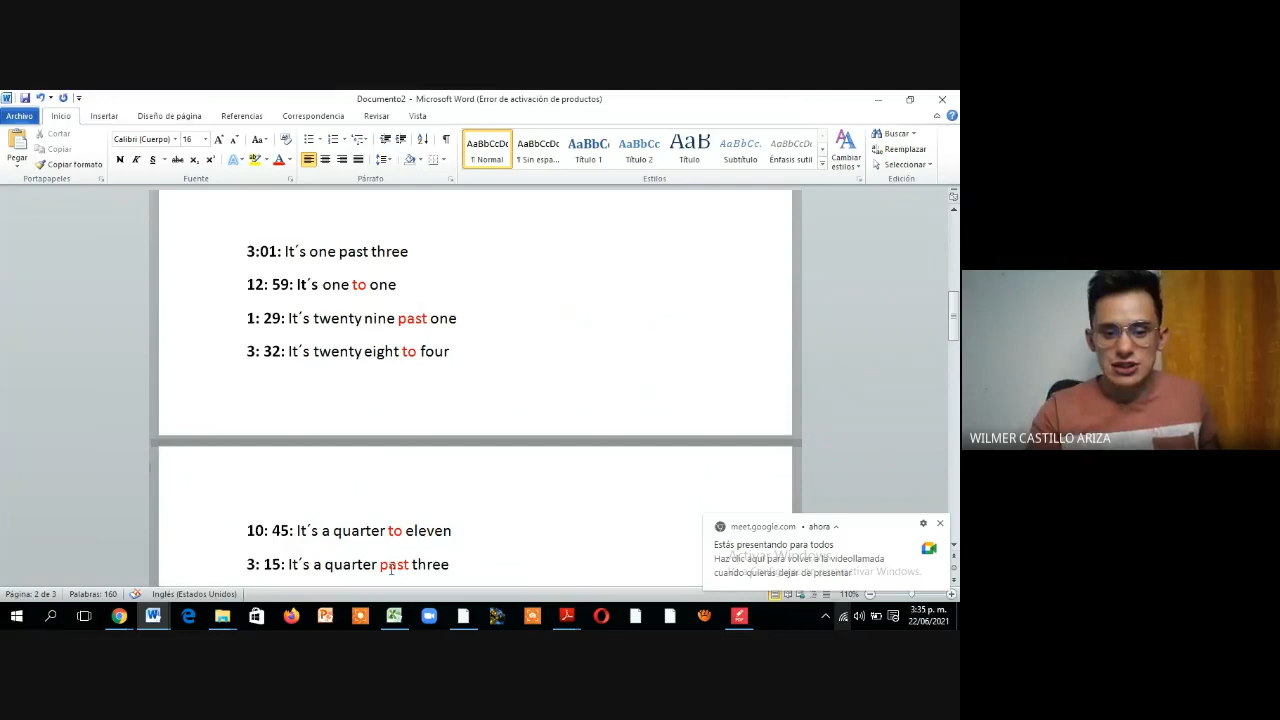 Documento2 - Microsoft Word (Error de activación de productos)
Archivo Inicio Insertar Diseño de página Referencias Correspondencia Revisar Vista
Pegar
Cortar
Copiar
Copiar formato
Portapapeles
Calibri (Cuerpo) 16
Fuente
Párrafo
AaBbCcDc AaBbCcDc AaBbCc AaBbCc AaB AaBbCc. AaBbCcDc
¶ Normal ¶ Sin espa... Título 1 Título 2 Título Subtítulo Énfasis sutil
Estilos
Cambiar estilos
Buscar
Reemplazar
Seleccionar
Edición
3:01: It´s one past three
12: 59: It´s one to one
1: 29: It´s twenty nine past one
3: 32: It´s twenty eight to four
10: 45: It´s a quarter to eleven
3: 15: It´s a quarter past three
meet.google.com • ahora
Estás presentando para todos
Haz clic aquí para volver a la videollamada
cuando quieras dejar de presentar.
Activar Windows
Página: 2 de 3 Palabras: 160 Inglés (Estados Unidos) 110%
3:35 p. m.
22/06/2021
WILMER CASTILLO ARIZA